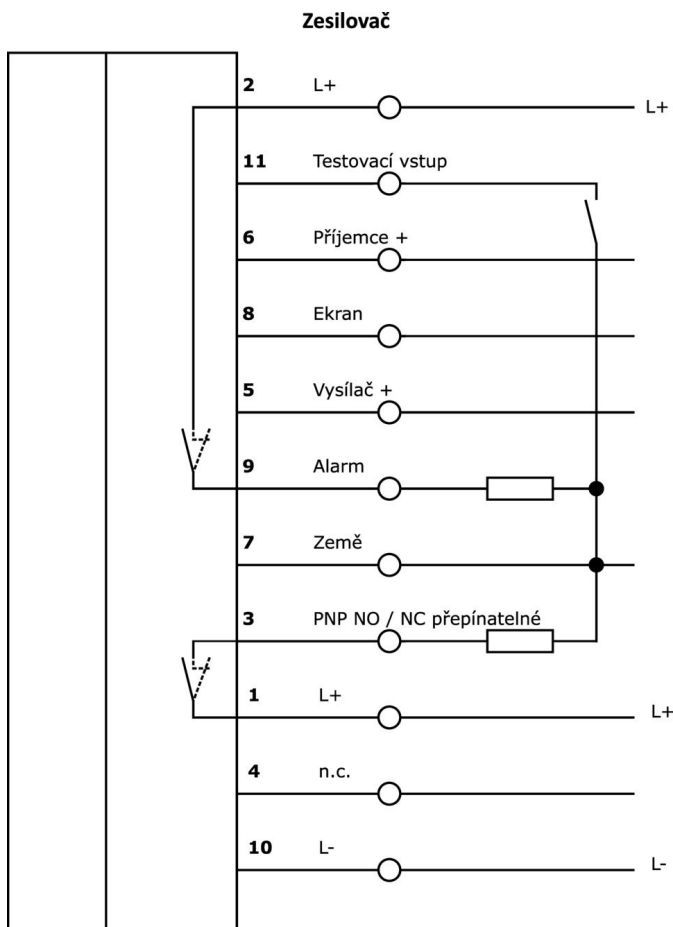 Zesilovač
2 L+
L+
11 Testovací vstup
6 Příjemce +
8 Ekran
5 Vysílač +
9 Alarm
7 Země
3 PNP NO / NC přepínatelné
1 L+
L+
4 n.c.
10 L-
L-